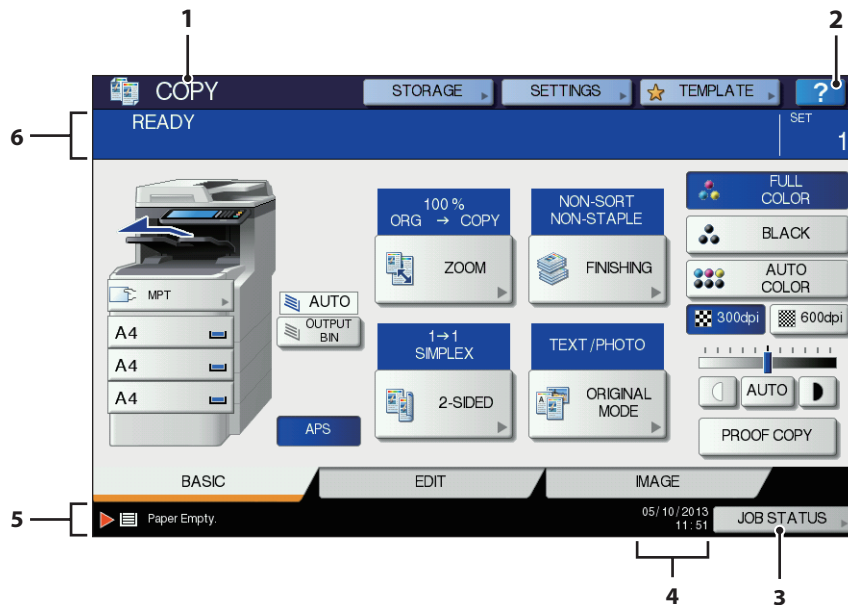 1
2
COPY
STORAGE
SETTINGS
TEMPLATE
?
6
READY
SET
1
100 %
ORG → COPY
ZOOM
NON-SORT
NON-STAPLE
FINISHING
FULL
COLOR
BLACK
AUTO
COLOR
300dpi
600dpi
MPT
A4
A4
A4
AUTO
OUTPUT
BIN
APS
1→1
SIMPLEX
2-SIDED
TEXT/PHOTO
ORIGINAL
MODE
AUTO
PROOF COPY
BASIC
EDIT
IMAGE
5
Paper Empty.
05/10/2013
11:51
JOB STATUS
4
3